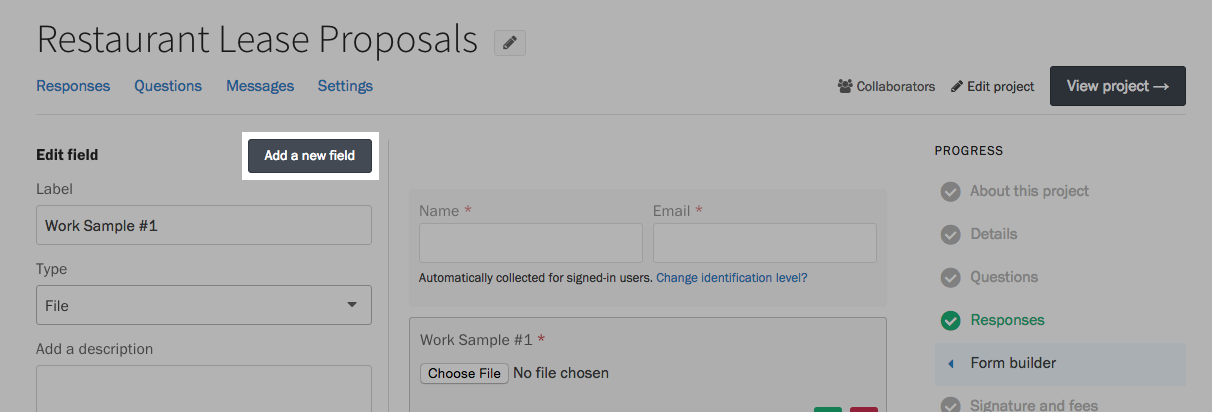 Restaurant Lease Proposals
Responses Questions Messages Settings
Collaborators Edit project View project →
Edit field
Add a new field
Label
Work Sample #1
Type
File
Add a description
Name *
Email *
Automatically collected for signed-in users. Change identification level?
Work Sample #1 *
Choose File No file chosen
PROGRESS
About this project
Details
Questions
Responses
Form builder
Signature and fees